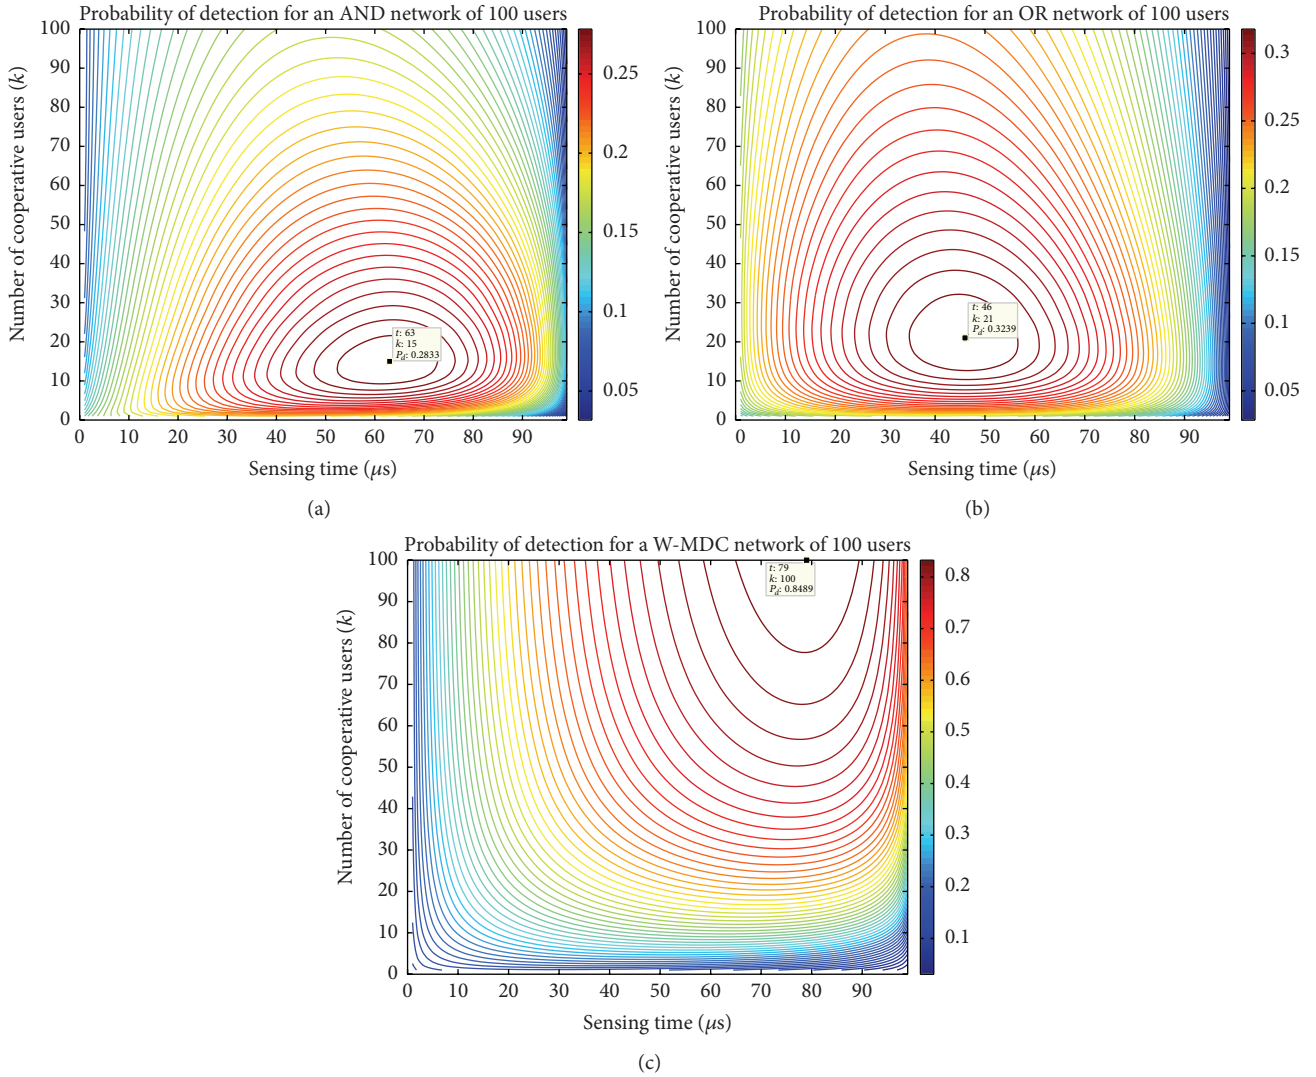 Probability of detection for an AND network of 100 users
100
90
80
70
60
50
40
30
20
10
0
Number of cooperative users (k)
t: 63
k: 15
Pd: 0.2833
0 10 20 30 40 50 60 70 80 90
Sensing time (μs)
0.25
0.2
0.15
0.1
0.05
(a)
Probability of detection for an OR network of 100 users
100
90
80
70
60
50
40
30
20
10
0
Number of cooperative users (k)
t: 46
k: 21
Pd: 0.3239
0 10 20 30 40 50 60 70 80 90
Sensing time (μs)
0.3
0.25
0.2
0.15
0.1
0.05
(b)
Probability of detection for a W-MDC network of 100 users
100
90
80
70
60
50
40
30
20
10
0
Number of cooperative users (k)
t: 79
k: 100
Pd: 0.8489
0 10 20 30 40 50 60 70 80 90
Sensing time (μs)
0.8
0.7
0.6
0.5
0.4
0.3
0.2
0.1
(c)